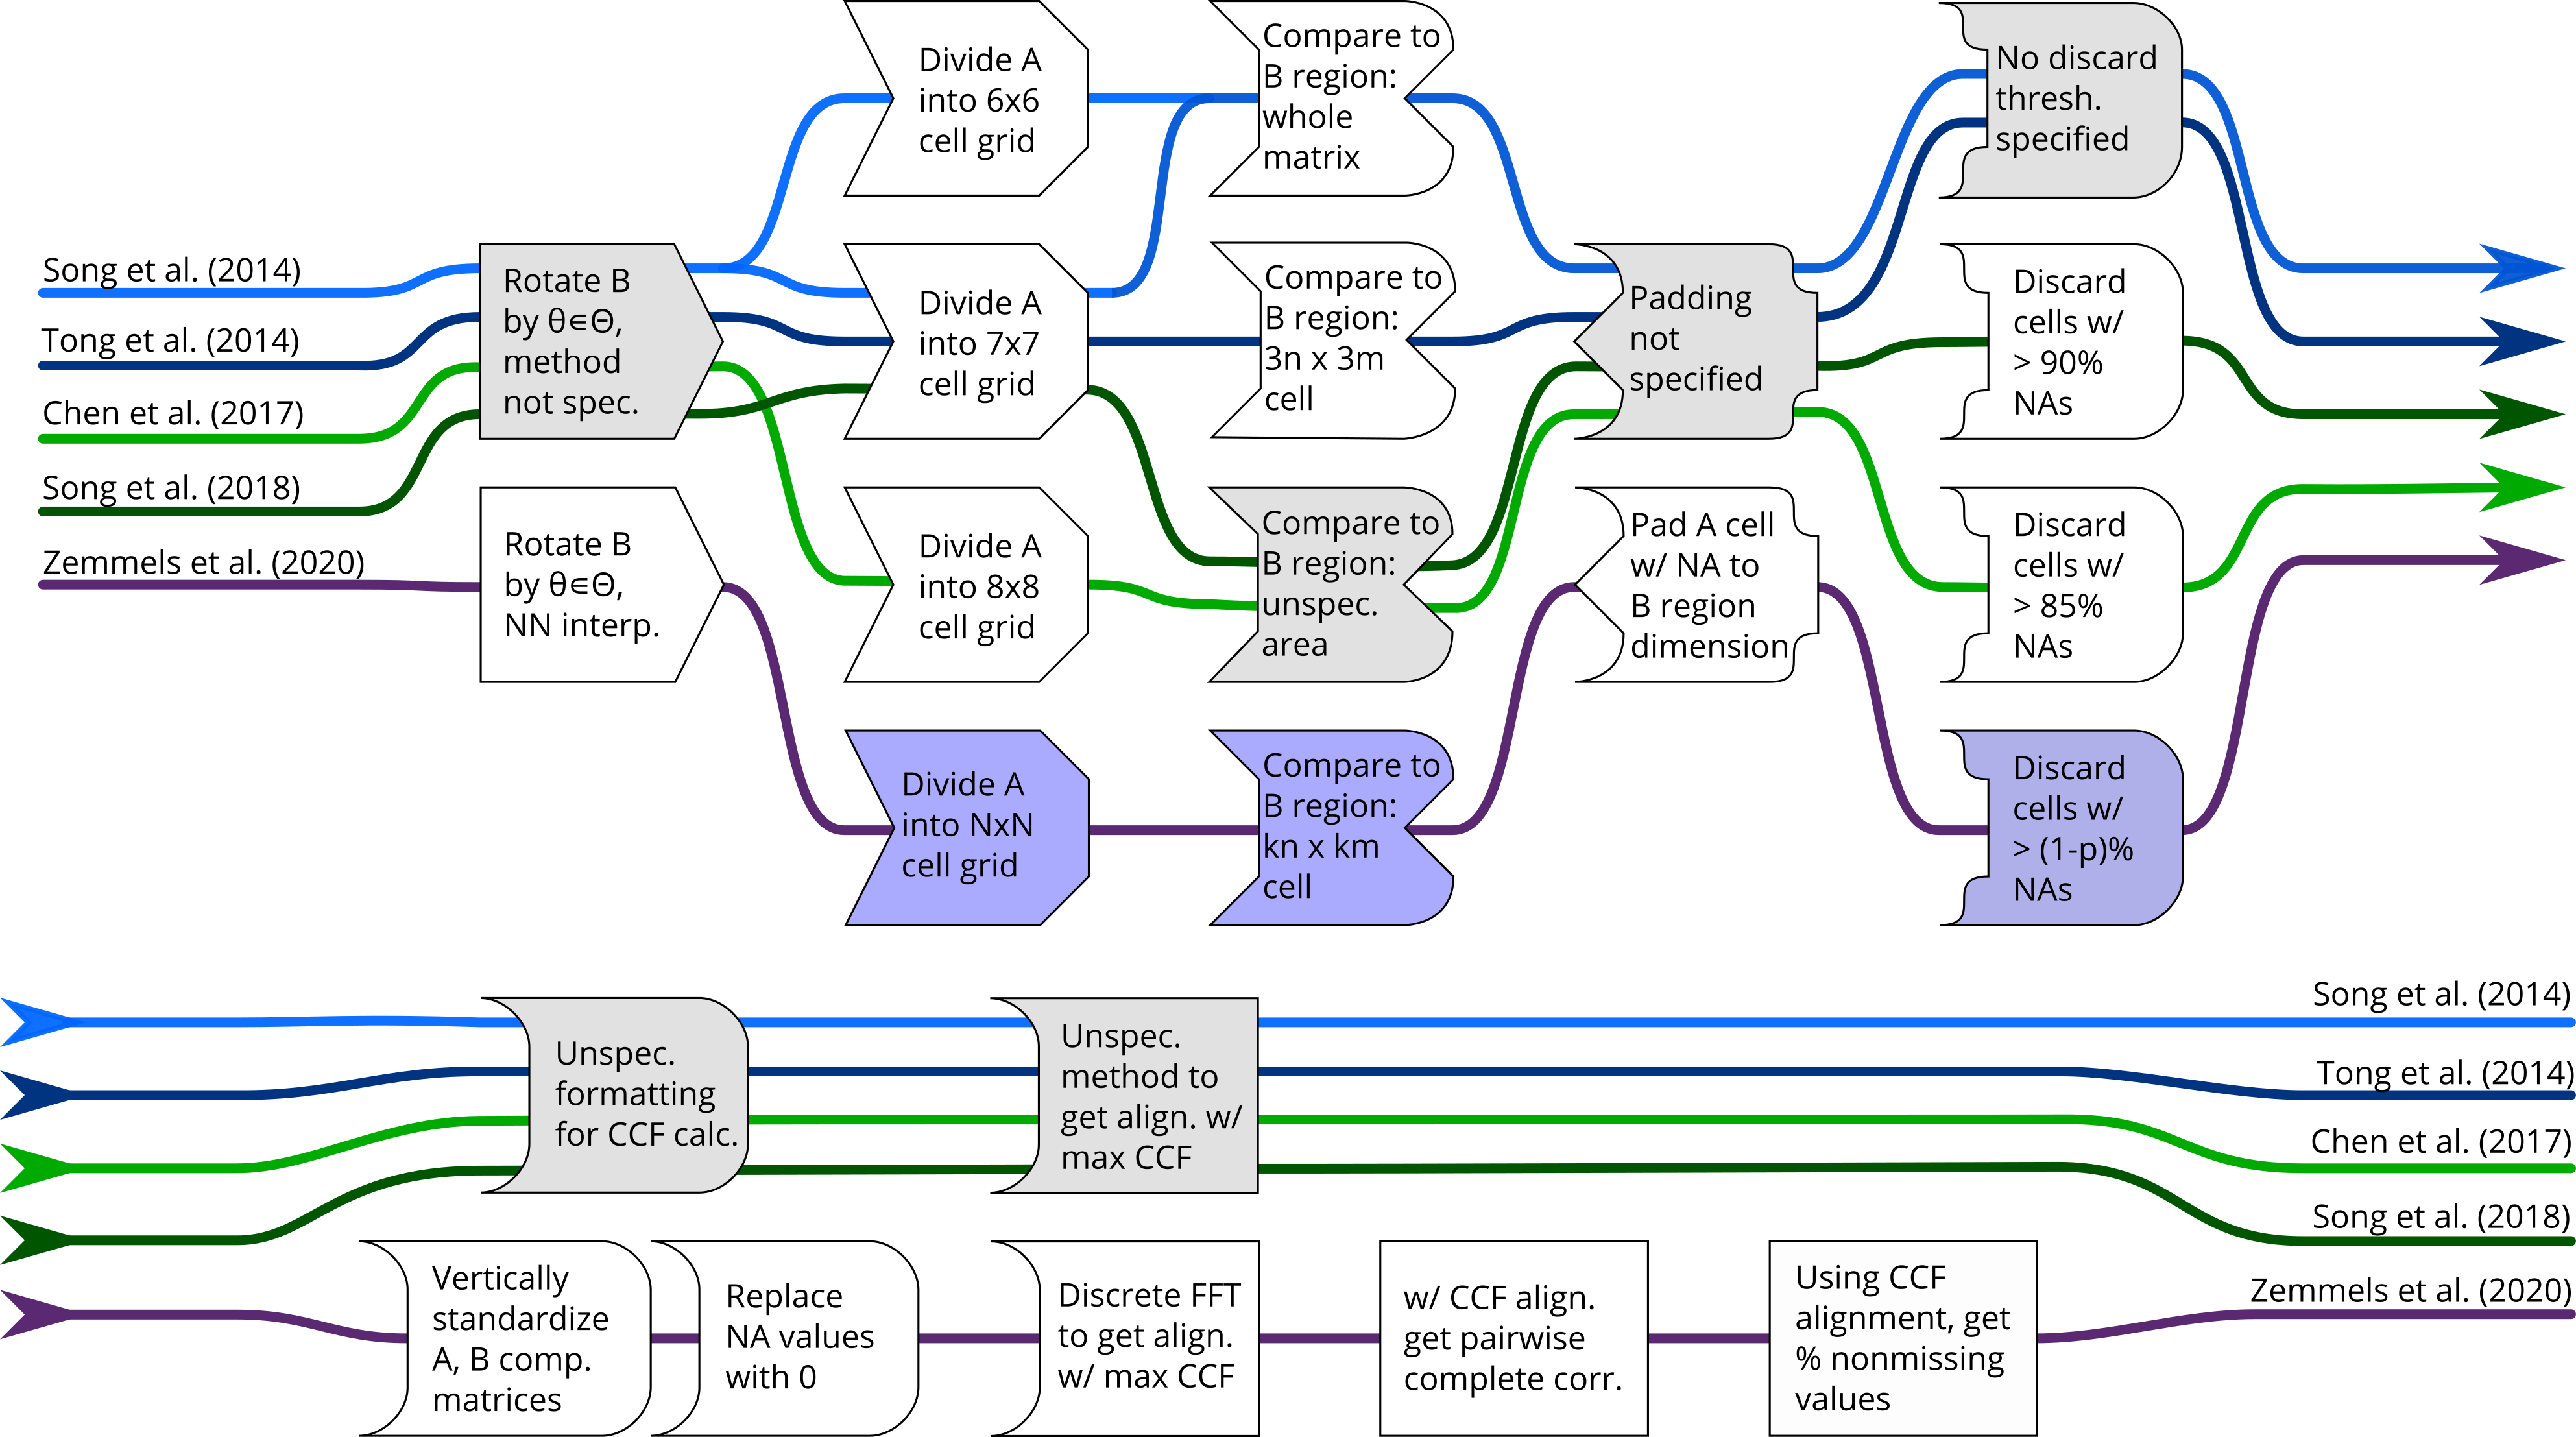 Song et al. (2014)
Tong et al. (2014)
Chen et al. (2017)
Song et al. (2018)
Zemmels et al. (2020)
Rotate B
by θ∈Θ,
method
not spec.
Rotate B
by θ∈Θ,
NN interp.
Divide A
into 6x6
cell grid
Divide A
into 7x7
cell grid
Divide A
into 8x8
cell grid
Divide A
into NxN
cell grid
Compare to
B region:
whole
matrix
Compare to
B region:
3n x 3m
cell
Compare to
B region:
unspec.
area
Compare to
B region:
kn x km
cell
Padding
not
specified
Pad A cell
w/ NA to
B region
dimension
No discard
thresh.
specified
Discard
cells w/
> 90%
NAs
Discard
cells w/
> 85%
NAs
Discard
cells w/
> (1-p)%
NAs
Unspec.
formatting
for CCF calc.
Unspec.
method to
get align. w/
max CCF
Song et al. (2014)
Tong et al. (2014)
Chen et al. (2017)
Song et al. (2018)
Zemmels et al. (2020)
Vertically
standardize
A, B comp.
matrices
Replace
NA values
with 0
Discrete FFT
to get align.
w/ max CCF
w/ CCF align.
get pairwise
complete corr.
Using CCF
alignment, get
% nonmissing
values